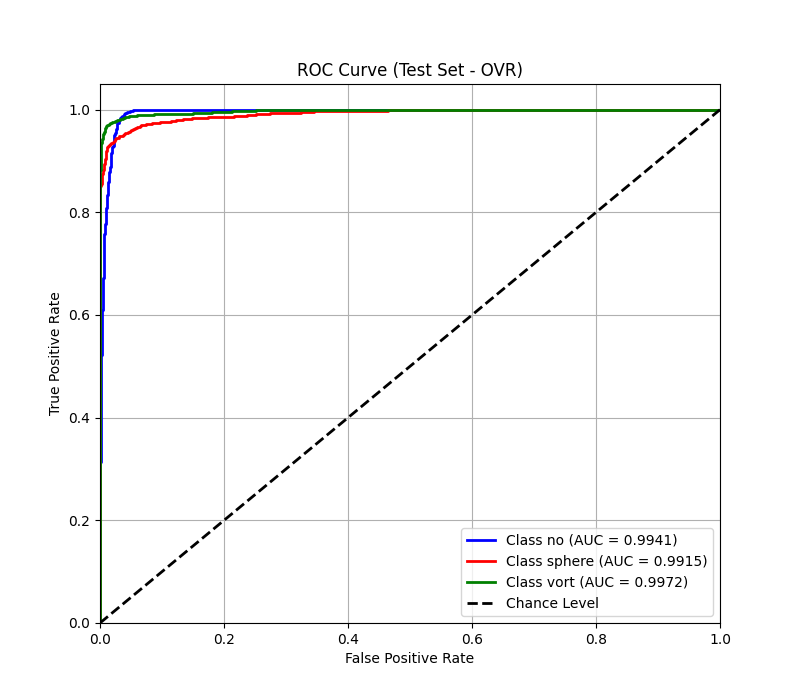 ROC Curve (Test Set - OVR)
True Positive Rate
1.0
0.8
0.6
0.4
0.2
0.0
Class no (AUC = 0.9941)
Class sphere (AUC = 0.9915)
Class vort (AUC = 0.9972)
Chance Level
0.0 0.2 0.4 0.6 0.8 1.0
False Positive Rate